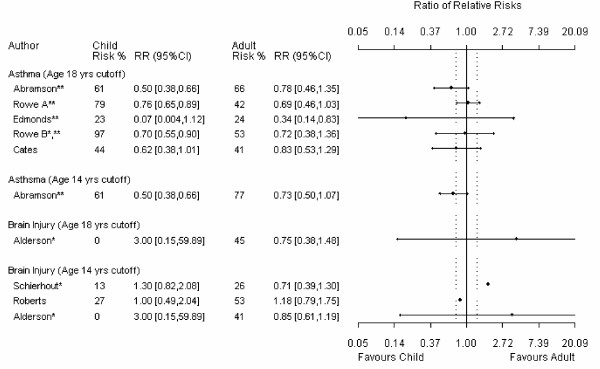 Ratio of Relative Risks
0.05 0.14 0.37 1.00 2.72 7.39 20.09
Author Child Risk % RR (95%CI) Adult Risk % RR (95%CI)
Asthma (Age 18 yrs cutoff)
Abramson** 61 0.50 [0.38,0.66] 66 0.78 [0.46,1.35]
Rowe A** 79 0.76 [0.65,0.89] 42 0.69 [0.46,1.03]
Edmonds** 23 0.07 [0.004,1.12] 24 0.34 [0.14,0.83]
Rowe B*,** 97 0.70 [0.55,0.90] 53 0.72 [0.38,1.36]
Cates 44 0.62 [0.38,1.01] 41 0.83 [0.53,1.29]
Asthsma (Age 14 yrs cutoff)
Abramson** 61 0.50 [0.38,0.66] 77 0.73 [0.50,1.07]
Brain Injury (Age 18 yrs cutoff)
Alderson* 0 3.00 [0.15,59.89] 45 0.75 [0.38,1.48]
Brain Injury (Age 14 yrs cutoff)
Schierhout* 13 1.30 [0.82,2.08] 26 0.71 [0.39,1.30]
Roberts 27 1.00 [0.49,2.04] 53 1.18 [0.79,1.75]
Alderson* 0 3.00 [0.15,59.89] 41 0.85 [0.61,1.19]
0.05 0.14 0.37 1.00 2.72 7.39 20.09
Favours Child Favours Adult